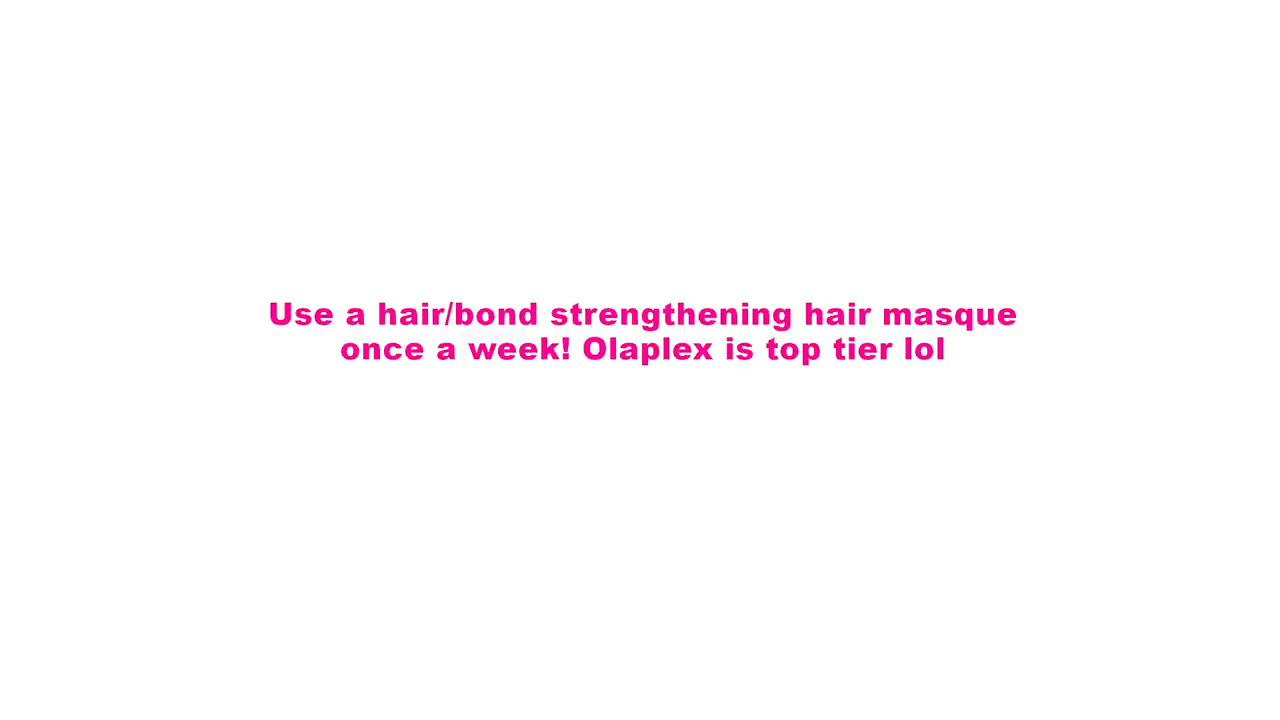 Use a hair/bond strengthening hair masque
once a week! Olaplex is top tier lol